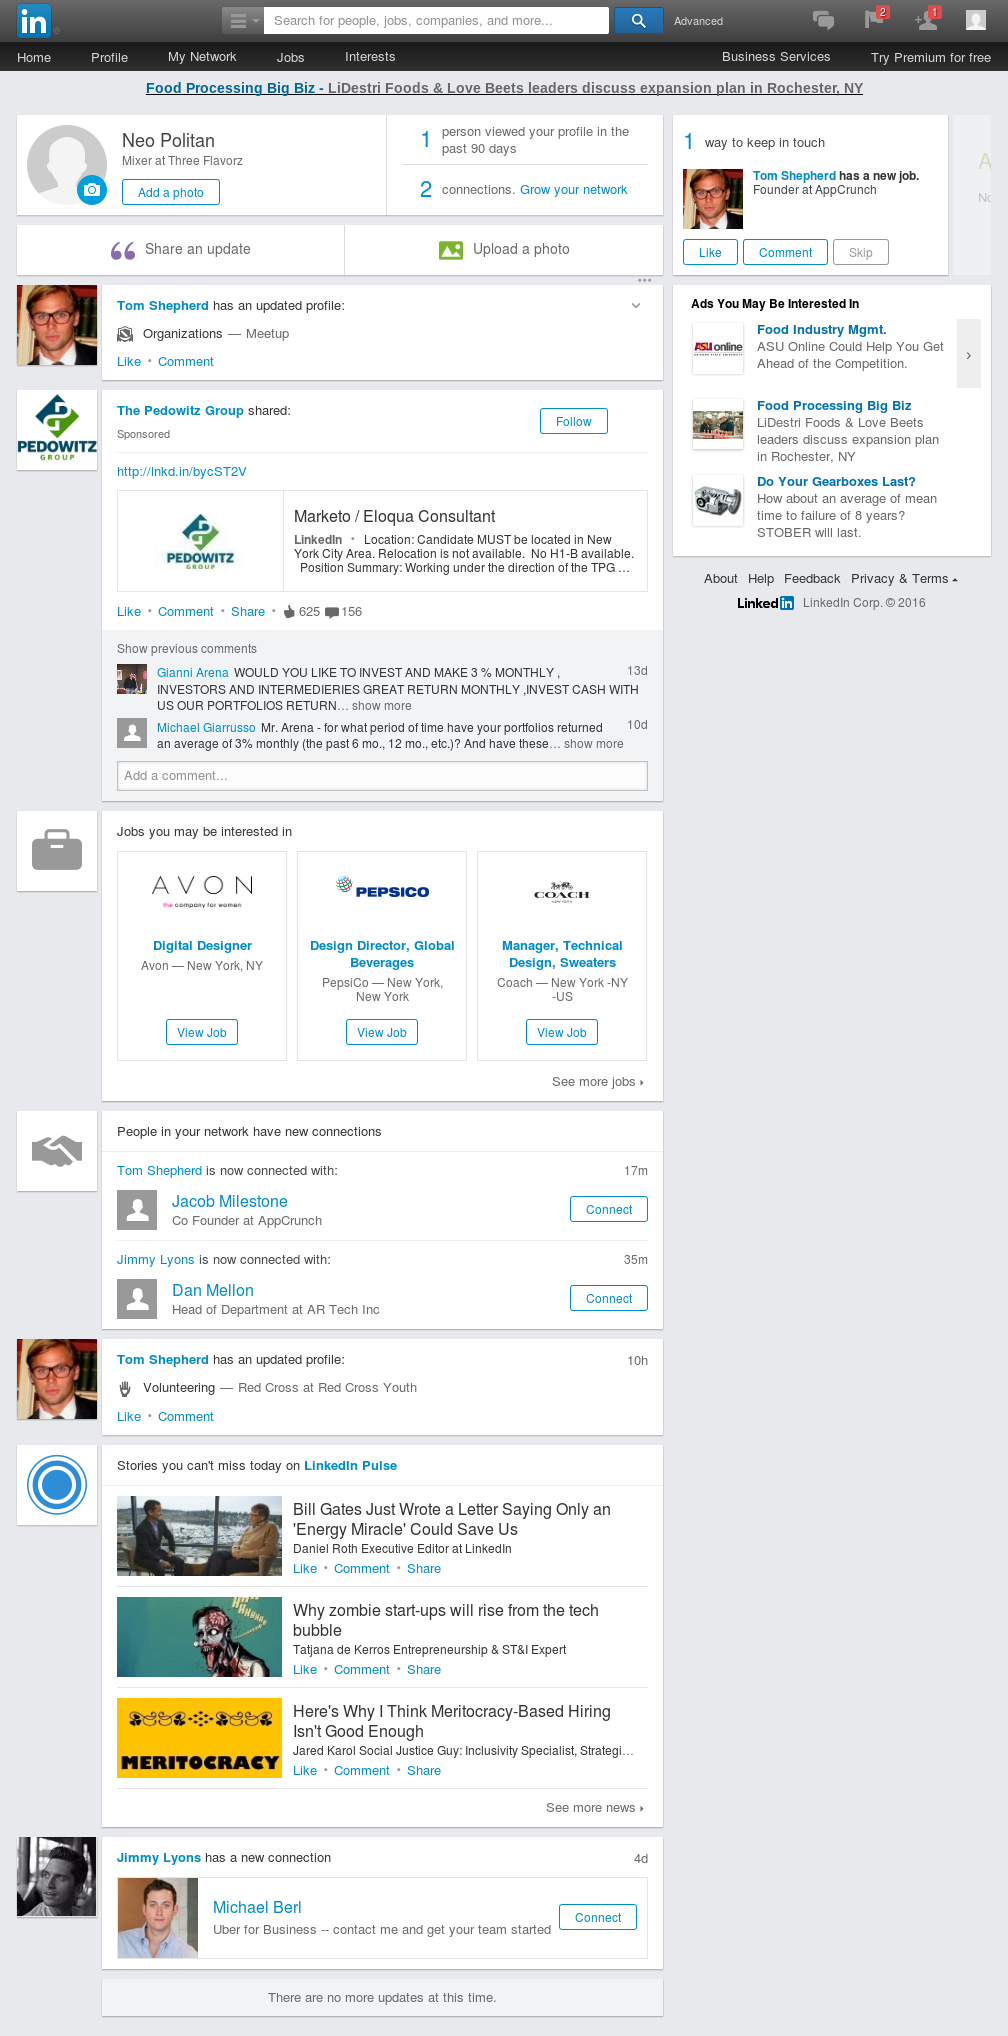 in
Search for people, jobs, companies, and more...
Advanced
2
1
Home Profile My Network Jobs Interests Business Services Try Premium for free
Food Processing Big Biz - LiDestri Foods & Love Beets leaders discuss expansion plan in Rochester, NY
Neo Politan
Mixer at Three Flavorz
Add a photo
1 person viewed your profile in the
past 90 days
2 connections. Grow your network
Share an update
Upload a photo
1 way to keep in touch
Tom Shepherd has a new job.
Founder at AppCrunch
Like Comment Skip
Tom Shepherd has an updated profile:
Organizations — Meetup
Like • Comment
PEDOWITZ
GROUP
The Pedowitz Group shared:
Sponsored
Follow
http://lnkd.in/bycST2V
PEDOWITZ
GROUP
Marketo / Eloqua Consultant
LinkedIn • Location: Candidate MUST be located in New
York City Area. Relocation is not available. No H1-B available.
Position Summary: Working under the direction of the TPG ...
Like • Comment • Share • 625 156
Show previous comments
Gianni Arena WOULD YOU LIKE TO INVEST AND MAKE 3 % MONTHLY , 13d
INVESTORS AND INTERMEDIERIES GREAT RETURN MONTHLY ,INVEST CASH WITH
US OUR PORTFOLIOS RETURN... show more
Michael Giarrusso Mr. Arena - for what period of time have your portfolios returned 10d
an average of 3% monthly (the past 6 mo., 12 mo., etc.)? And have these... show more
Add a comment...
Jobs you may be interested in
AVON
the company for women
Digital Designer
Avon — New York, NY
View Job
PEPSICO
Design Director, Global
Beverages
PepsiCo — New York,
New York
View Job
COACH
NEW YORK
Manager, Technical
Design, Sweaters
Coach — New York -NY
-US
View Job
See more jobs
People in your network have new connections
Tom Shepherd is now connected with: 17m
Jacob Milestone
Co Founder at AppCrunch
Connect
Jimmy Lyons is now connected with: 35m
Dan Mellon
Head of Department at AR Tech Inc
Connect
Tom Shepherd has an updated profile: 10h
Volunteering — Red Cross at Red Cross Youth
Like • Comment
Stories you can't miss today on LinkedIn Pulse
Bill Gates Just Wrote a Letter Saying Only an
'Energy Miracle' Could Save Us
Daniel Roth Executive Editor at LinkedIn
Like • Comment • Share
Why zombie start-ups will rise from the tech
bubble
Tatjana de Kerros Entrepreneurship & ST&I Expert
Like • Comment • Share
MERITOCRACY
Here's Why I Think Meritocracy-Based Hiring
Isn't Good Enough
Jared Karol Social Justice Guy: Inclusivity Specialist, Strategi...
Like • Comment • Share
See more news
Jimmy Lyons has a new connection 4d
Michael Berl
Uber for Business -- contact me and get your team started
Connect
There are no more updates at this time.
Ads You May Be Interested In
ASU online
Food Industry Mgmt.
ASU Online Could Help You Get
Ahead of the Competition.
Food Processing Big Biz
LiDestri Foods & Love Beets
leaders discuss expansion plan
in Rochester, NY
Do Your Gearboxes Last?
How about an average of mean
time to failure of 8 years?
STOBER will last.
About Help Feedback Privacy & Terms
LinkedIn LinkedIn Corp. © 2016